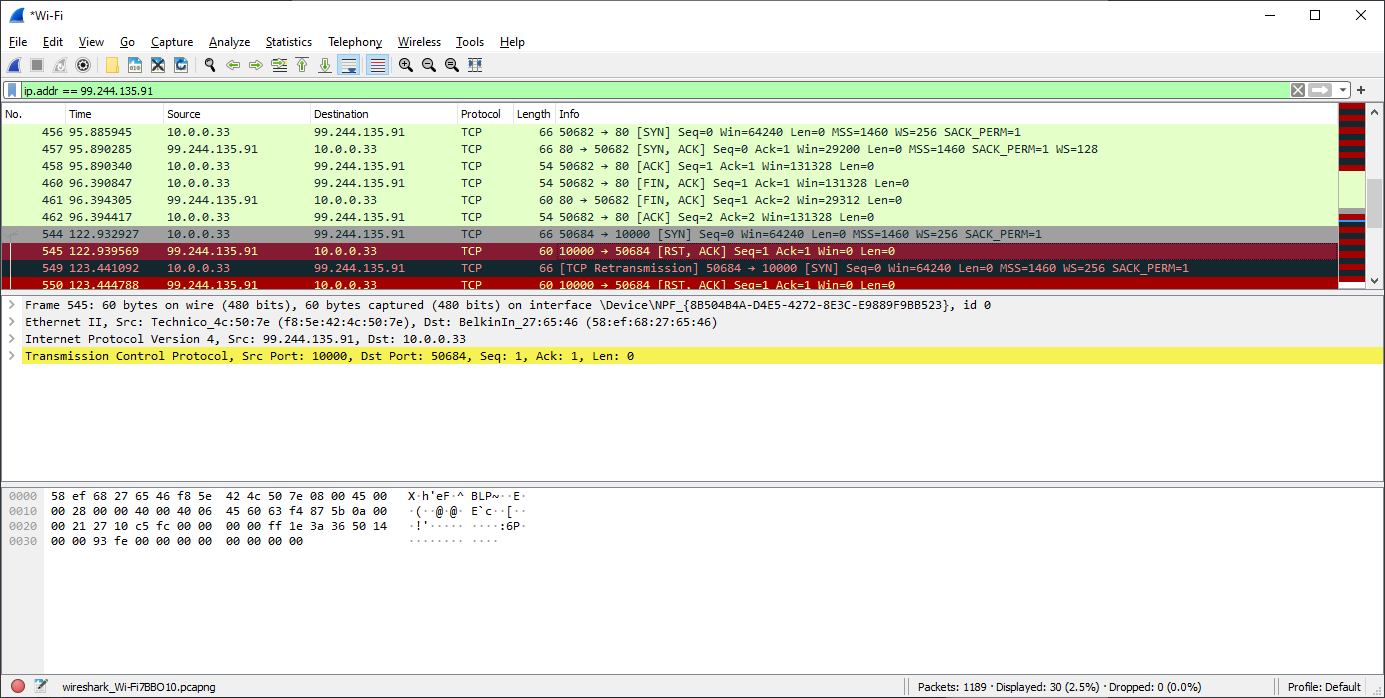 *Wi-Fi
File Edit View Go Capture Analyze Statistics Telephony Wireless Tools Help
ip.addr == 99.244.135.91
No. Time Source Destination Protocol Length Info
456 95.885945 10.0.0.33 99.244.135.91 TCP 66 50682 → 80 [SYN] Seq=0 Win=64240 Len=0 MSS=1460 WS=256 SACK_PERM=1
457 95.890285 99.244.135.91 10.0.0.33 TCP 66 80 → 50682 [SYN, ACK] Seq=0 Ack=1 Win=29200 Len=0 MSS=1460 SACK_PERM=1 WS=128
458 95.890340 10.0.0.33 99.244.135.91 TCP 54 50682 → 80 [ACK] Seq=1 Ack=1 Win=131328 Len=0
460 96.390847 10.0.0.33 99.244.135.91 TCP 54 50682 → 80 [FIN, ACK] Seq=1 Ack=1 Win=131328 Len=0
461 96.394305 99.244.135.91 10.0.0.33 TCP 60 80 → 50682 [FIN, ACK] Seq=1 Ack=2 Win=29312 Len=0
462 96.394417 10.0.0.33 99.244.135.91 TCP 54 50682 → 80 [ACK] Seq=2 Ack=2 Win=131328 Len=0
544 122.932927 10.0.0.33 99.244.135.91 TCP 66 50684 → 10000 [SYN] Seq=0 Win=64240 Len=0 MSS=1460 WS=256 SACK_PERM=1
545 122.939569 99.244.135.91 10.0.0.33 TCP 60 10000 → 50684 [RST, ACK] Seq=1 Ack=1 Win=0 Len=0
549 123.441092 10.0.0.33 99.244.135.91 TCP 66 [TCP Retransmission] 50684 → 10000 [SYN] Seq=0 Win=64240 Len=0 MSS=1460 WS=256 SACK_PERM=1
550 123.444788 99.244.135.91 10.0.0.33 TCP 60 10000 → 50684 [RST, ACK] Seq=1 Ack=1 Win=0 Len=0
Frame 545: 60 bytes on wire (480 bits), 60 bytes captured (480 bits) on interface \Device\NPF_{8B504B4A-D4E5-4272-8E3C-E9889F9BB523}, id 0
Ethernet II, Src: Technico_4c:50:7e (f8:5e:42:4c:50:7e), Dst: BelkinIn_27:65:46 (58:ef:68:27:65:46)
Internet Protocol Version 4, Src: 99.244.135.91, Dst: 10.0.0.33
Transmission Control Protocol, Src Port: 10000, Dst Port: 50684, Seq: 1, Ack: 1, Len: 0
0000 58 ef 68 27 65 46 f8 5e 42 4c 50 7e 08 00 45 00 X·h'eF·^ BLP~··E·
0010 00 28 00 00 40 00 40 06 45 60 63 f4 87 5b 0a 00 ·(··@·@· E`c··[··
0020 00 21 27 10 c5 fc 00 00 00 00 ff 1e 3a 36 50 14 ·!'····· ····:6P·
0030 00 00 93 fe 00 00 00 00 00 00 00 00 ········ ····
wireshark_Wi-Fi7BBO10.pcapng Packets: 1189 · Displayed: 30 (2.5%) · Dropped: 0 (0.0%) Profile: Default